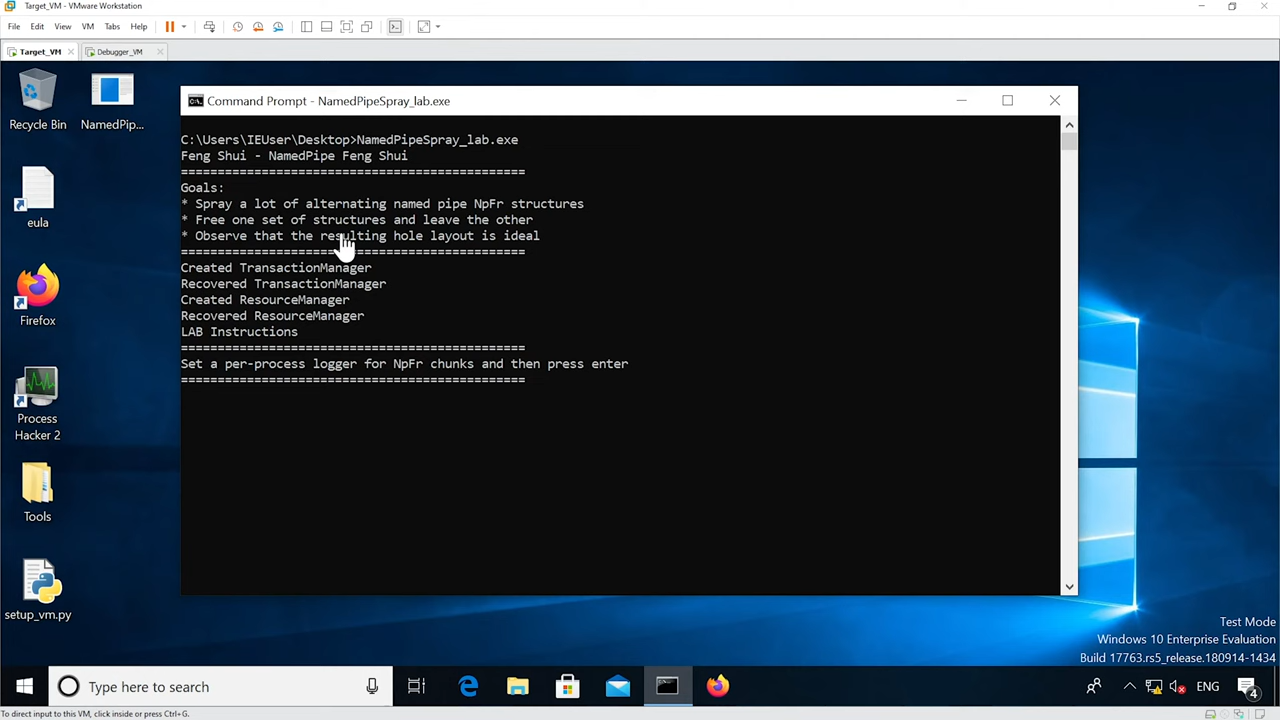 Target_VM - VMware Workstation
File Edit View VM Tabs Help
Target_VM Debugger_VM
Recycle Bin
NamedPip...
eula
Firefox
Process Hacker 2
Tools
setup_vm.py
Command Prompt - NamedPipeSpray_lab.exe
C:\Users\IEUser\Desktop>NamedPipeSpray_lab.exe
Feng Shui - NamedPipe Feng Shui
===============================================
Goals:
* Spray a lot of alternating named pipe NpFr structures
* Free one set of structures and leave the other
* Observe that the resulting hole layout is ideal
===============================================
Created TransactionManager
Recovered TransactionManager
Created ResourceManager
Recovered ResourceManager
LAB Instructions
===============================================
Set a per-process logger for NpFr chunks and then press enter
===============================================
Test Mode
Windows 10 Enterprise Evaluation
Build 17763.rs5_release.180914-1434
Type here to search
ENG
4
To direct input to this VM, click inside or press Ctrl+G.